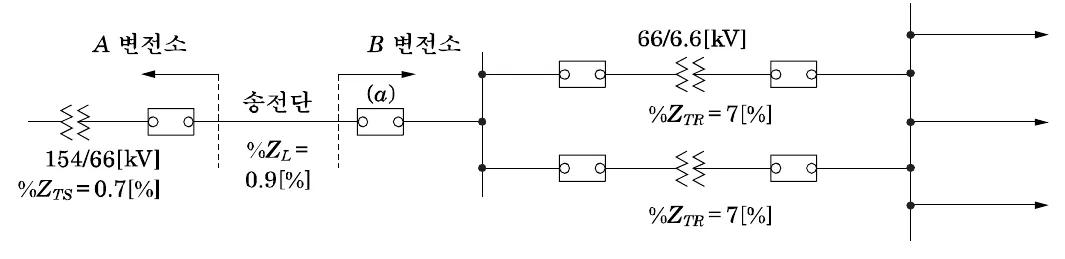 A 변전소
B 변전소
66/6.6[kV]
송전단
(a)
%Z_TR = 7[%]
154/66[kV]
%Z_TS = 0.7[%]
%Z_L =
0.9[%]
%Z_TR = 7[%]